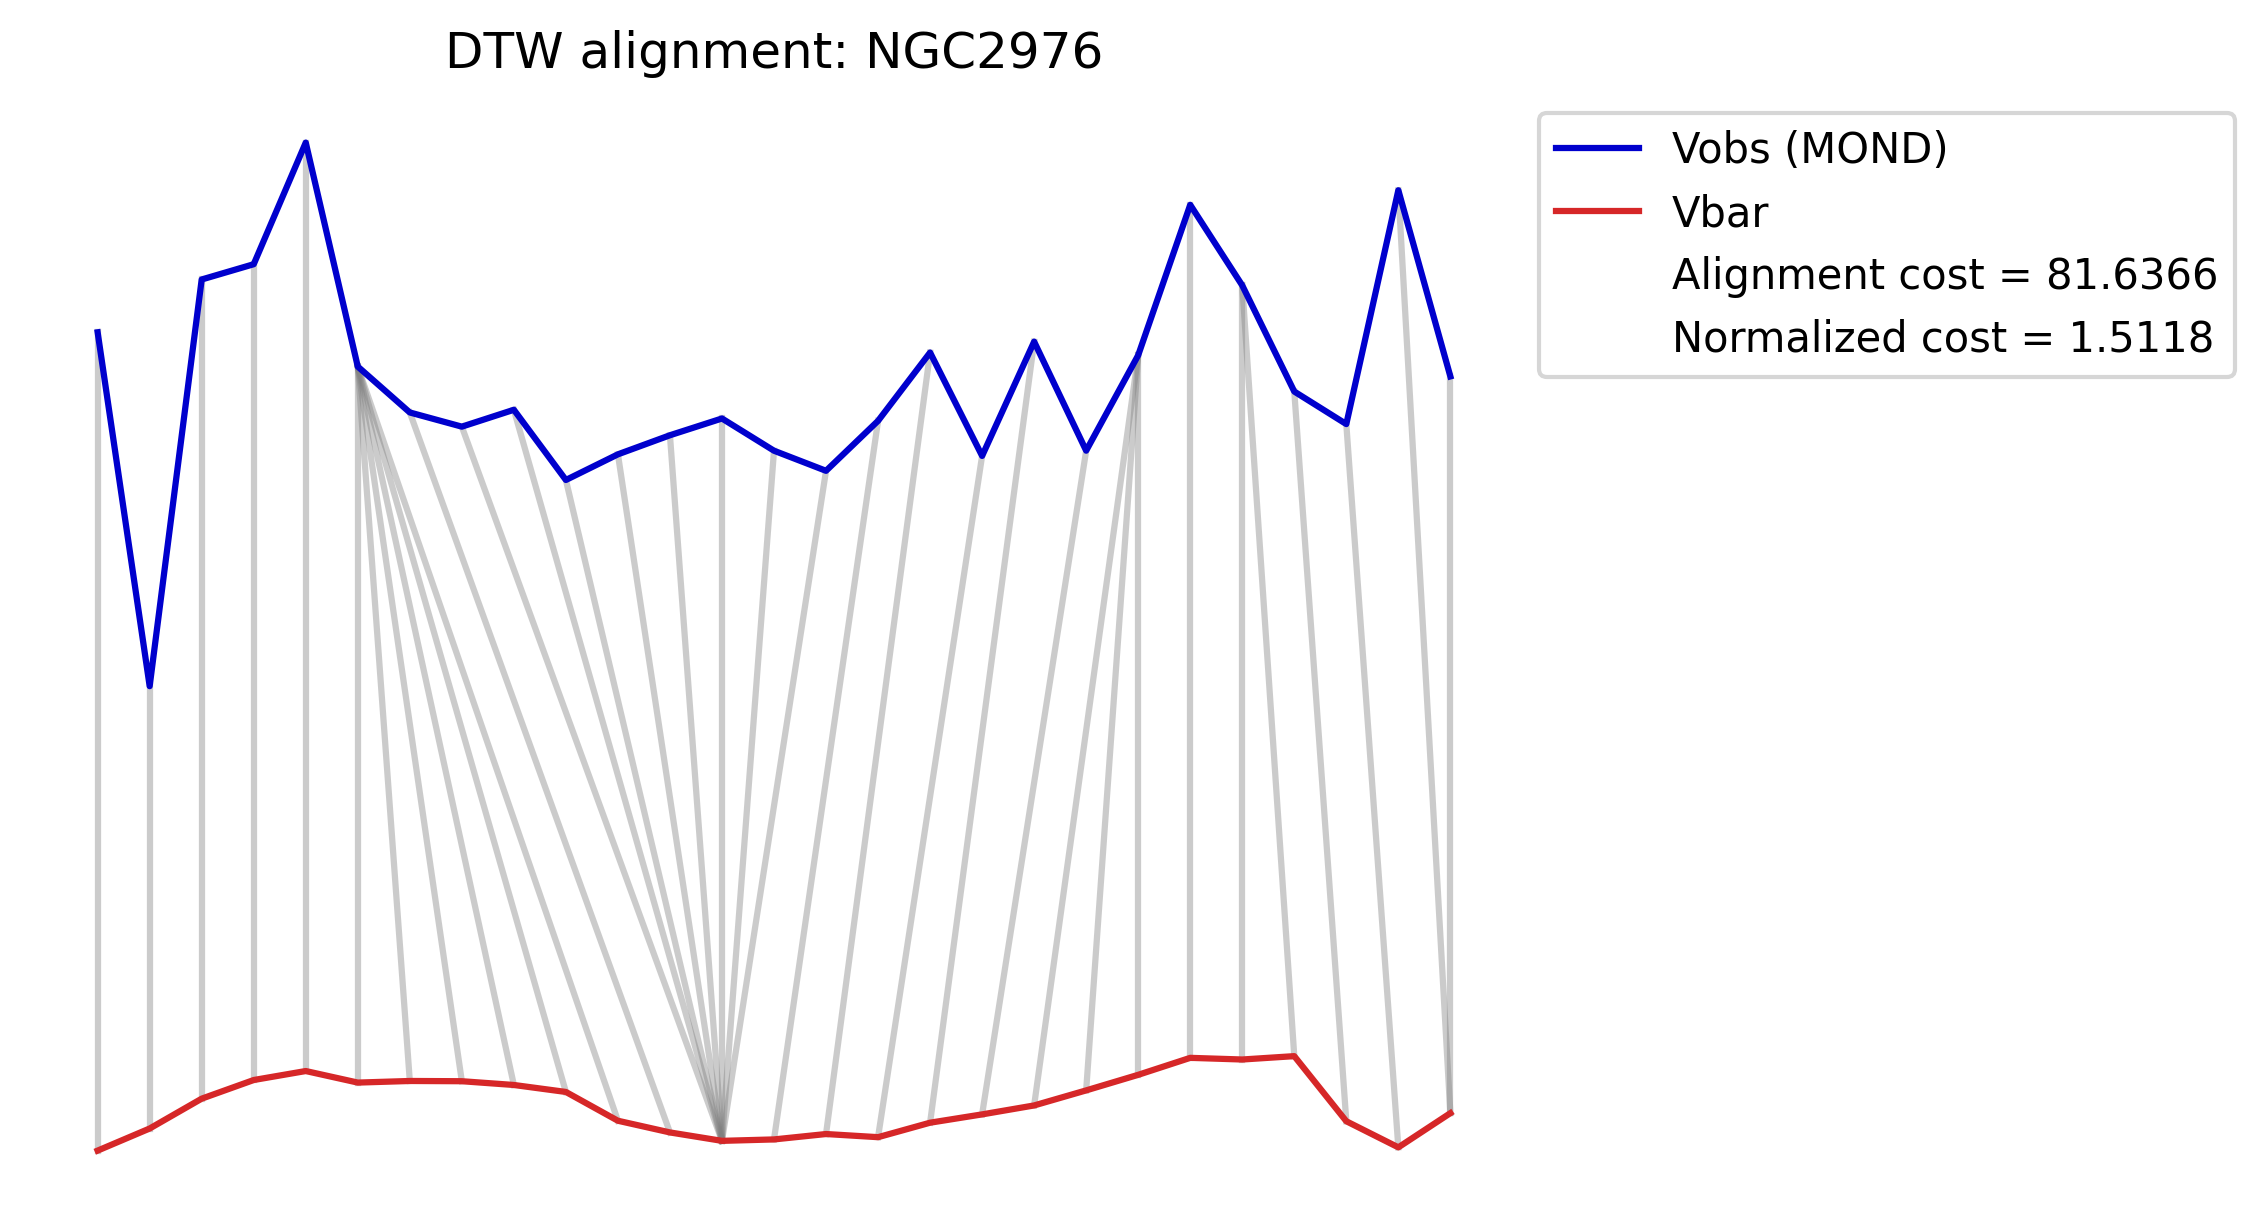 DTW alignment: NGC2976
Vobs (MOND)
Vbar
Alignment cost = 81.6366
Normalized cost = 1.5118